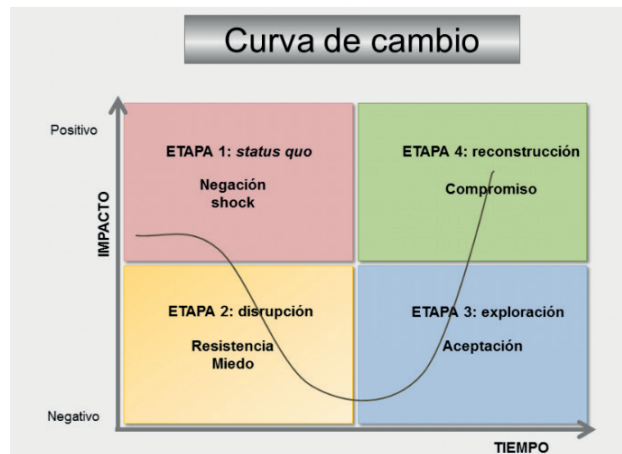 Curva de cambio
Positivo
IMPACTO
ETAPA 1: status quo
Negación
shock
ETAPA 4: reconstrucción
Compromiso
ETAPA 2: disrupción
Resistencia
Miedo
ETAPA 3: exploración
Aceptación
Negativo
TIEMPO